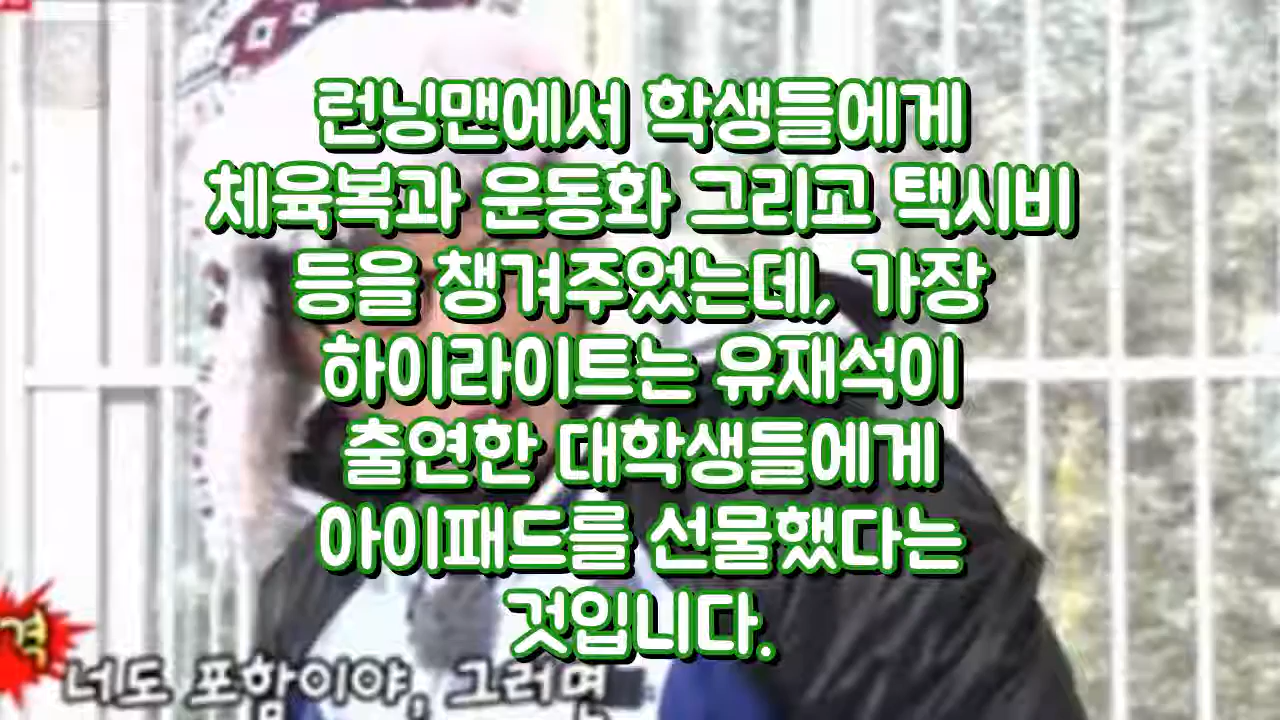 런닝맨에서 학생들에게
체육복과 운동화 그리고 택시비
등을 챙겨주었는데, 가장
하이라이트는 유재석이
출연한 대학생들에게
아이패드를 선물했다는
것입니다.
격
너도 포함이야, 그러면